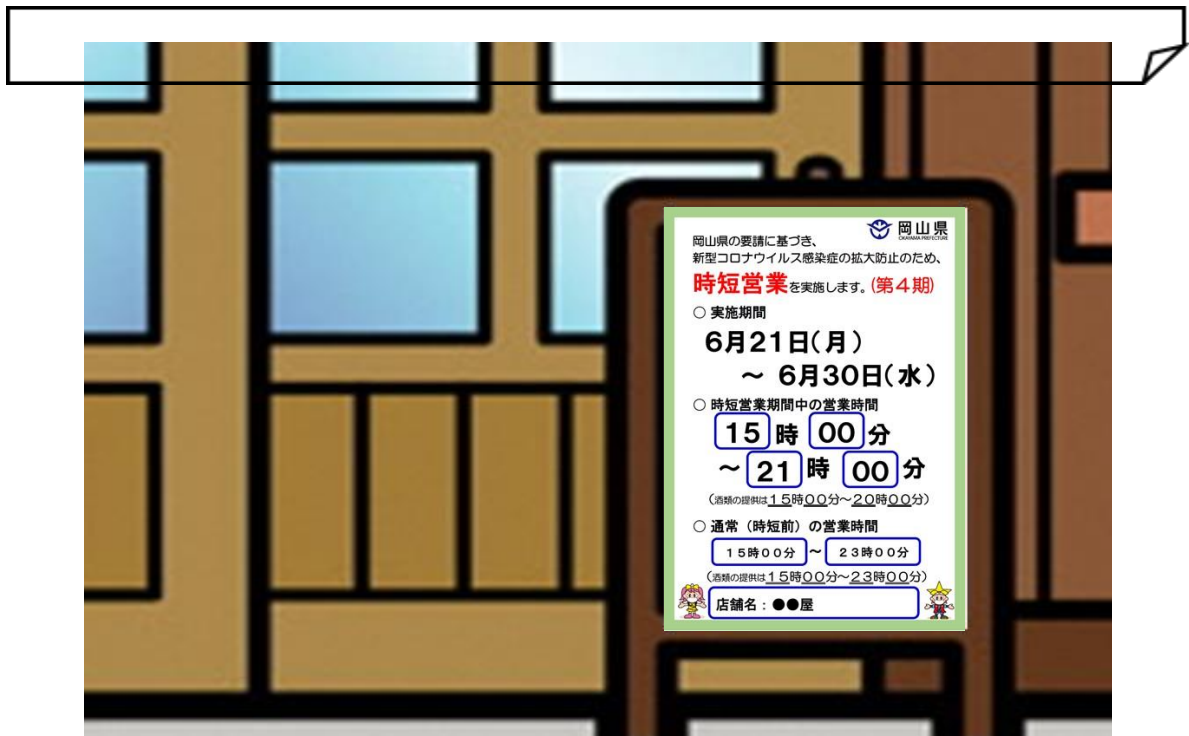 岡山県
OKAYAMA PREFECTURE
岡山県の要請に基づき、
新型コロナウイルス感染症の拡大防止のため、
時短営業を実施します。(第４期)
○ 実施期間
６月２１日(月)
～ ６月３０日(水)
○ 時短営業期間中の営業時間
15時00分
～21時00分
(酒類の提供は１５時００分～２０時００分)
○ 通常（時短前）の営業時間
１５時００分～２３時００分
(酒類の提供は１５時００分～２３時００分)
店舗名：●●屋